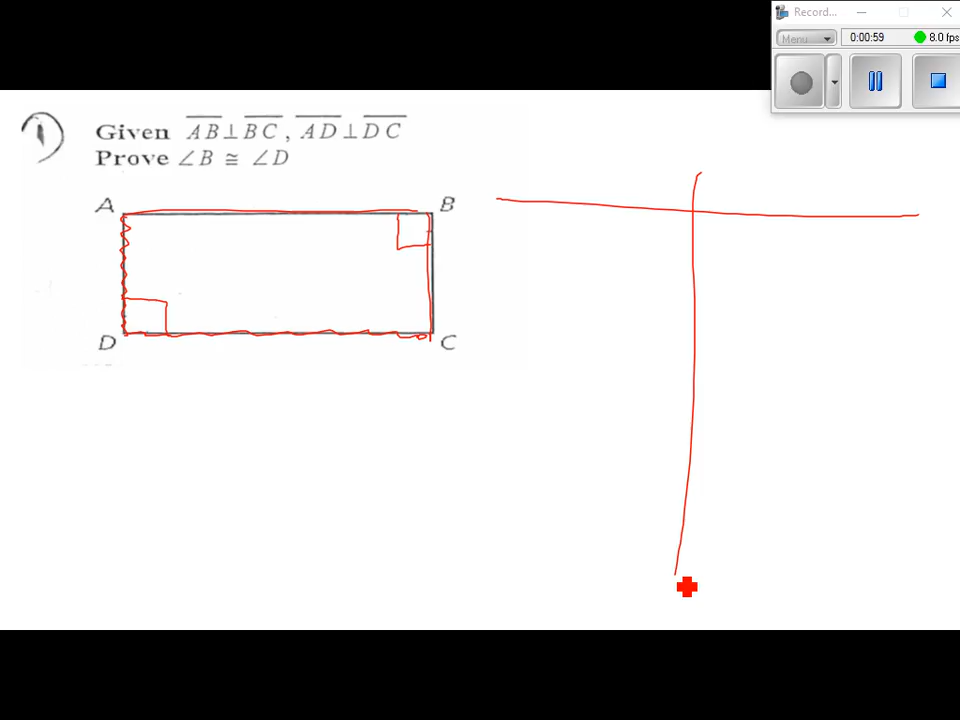 Record...
Menu
0:00:59
8.0 fps
1
Given AB⊥BC, AD⊥DC
Prove ∠B ≅ ∠D
A
B
D
C